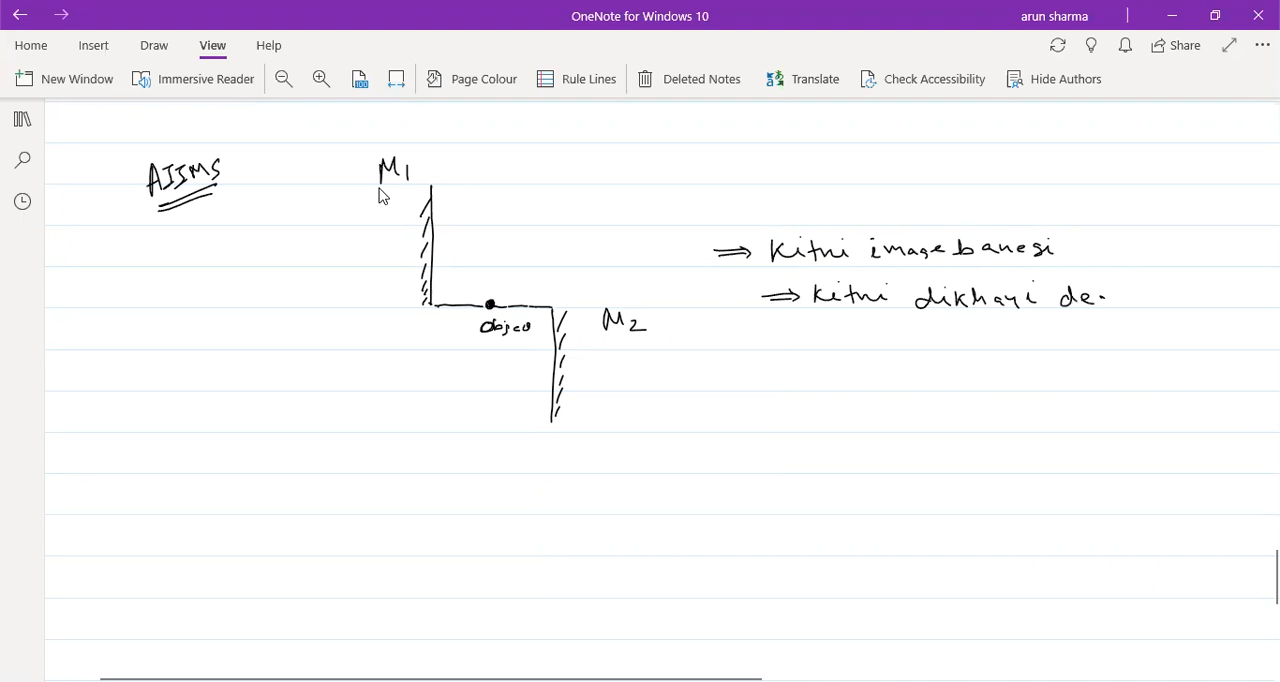 OneNote for Windows 10
arun sharma
Home Insert Draw View Help
Share
New Window Immersive Reader Page Colour Rule Lines Deleted Notes Translate Check Accessibility Hide Authors
AIIMS
M1
⇒ Kitni image banegi
⇒ Kitni dikhayi de.
M2